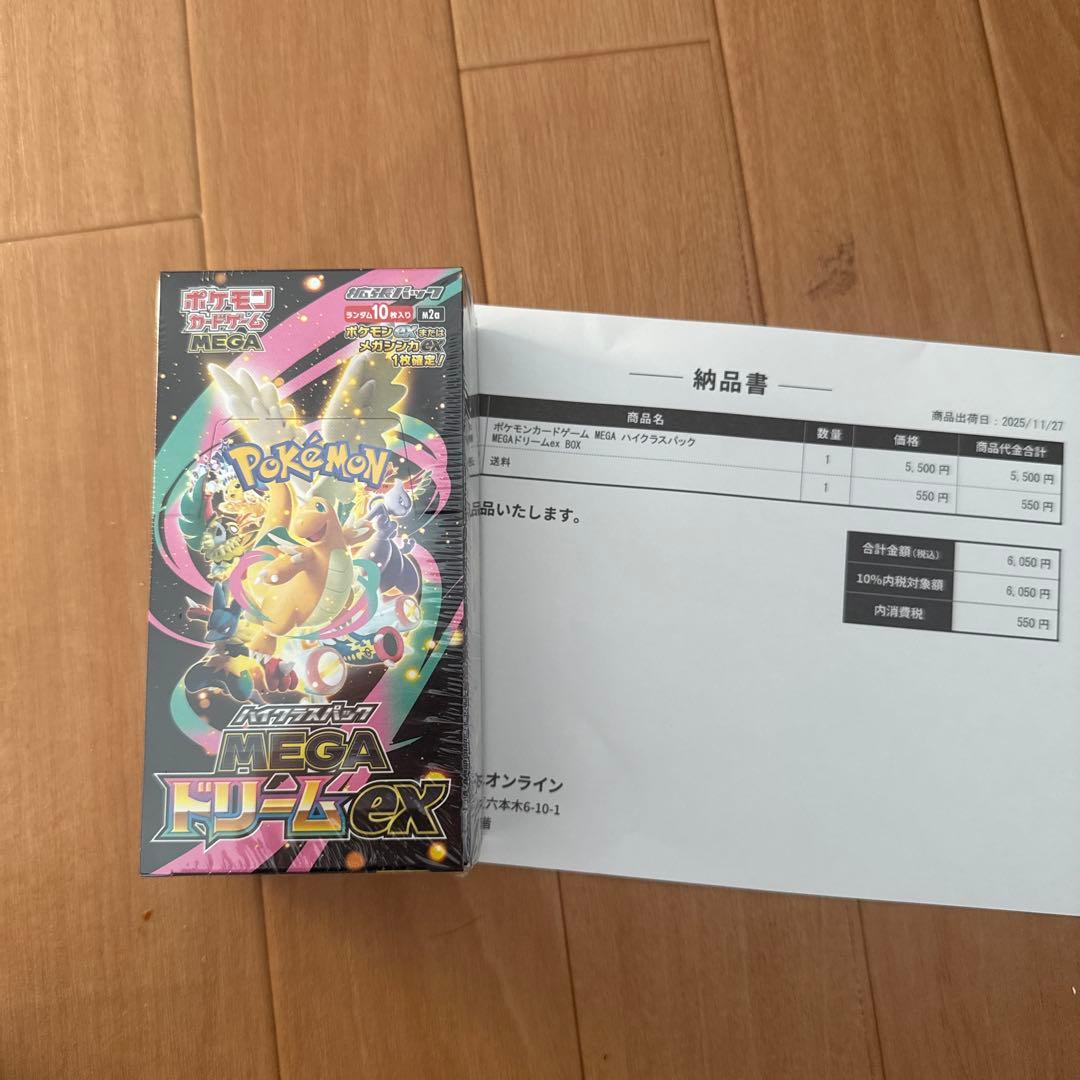 ポケモン
カードゲーム
MEGA
拡張パック
ランダム10枚入り
M2a
ポケモンexまたは
メガシンカex
1枚確定!
POKéMON
ハイクラスパック
MEGA
ドリームex
納品書
商品出荷日:2025/11/27
商品名 数量 価格 商品代金合計
ポケモンカードゲーム MEGA ハイクラスパック
MEGAドリームex BOX 1 5,500 円 5,500 円
送料 1 550 円 550 円
品いたします。
合計金額(税込) 6,050 円
10%内税対象額 6,050 円
内消費税 550 円
オンライン
六本木6-10-1
階